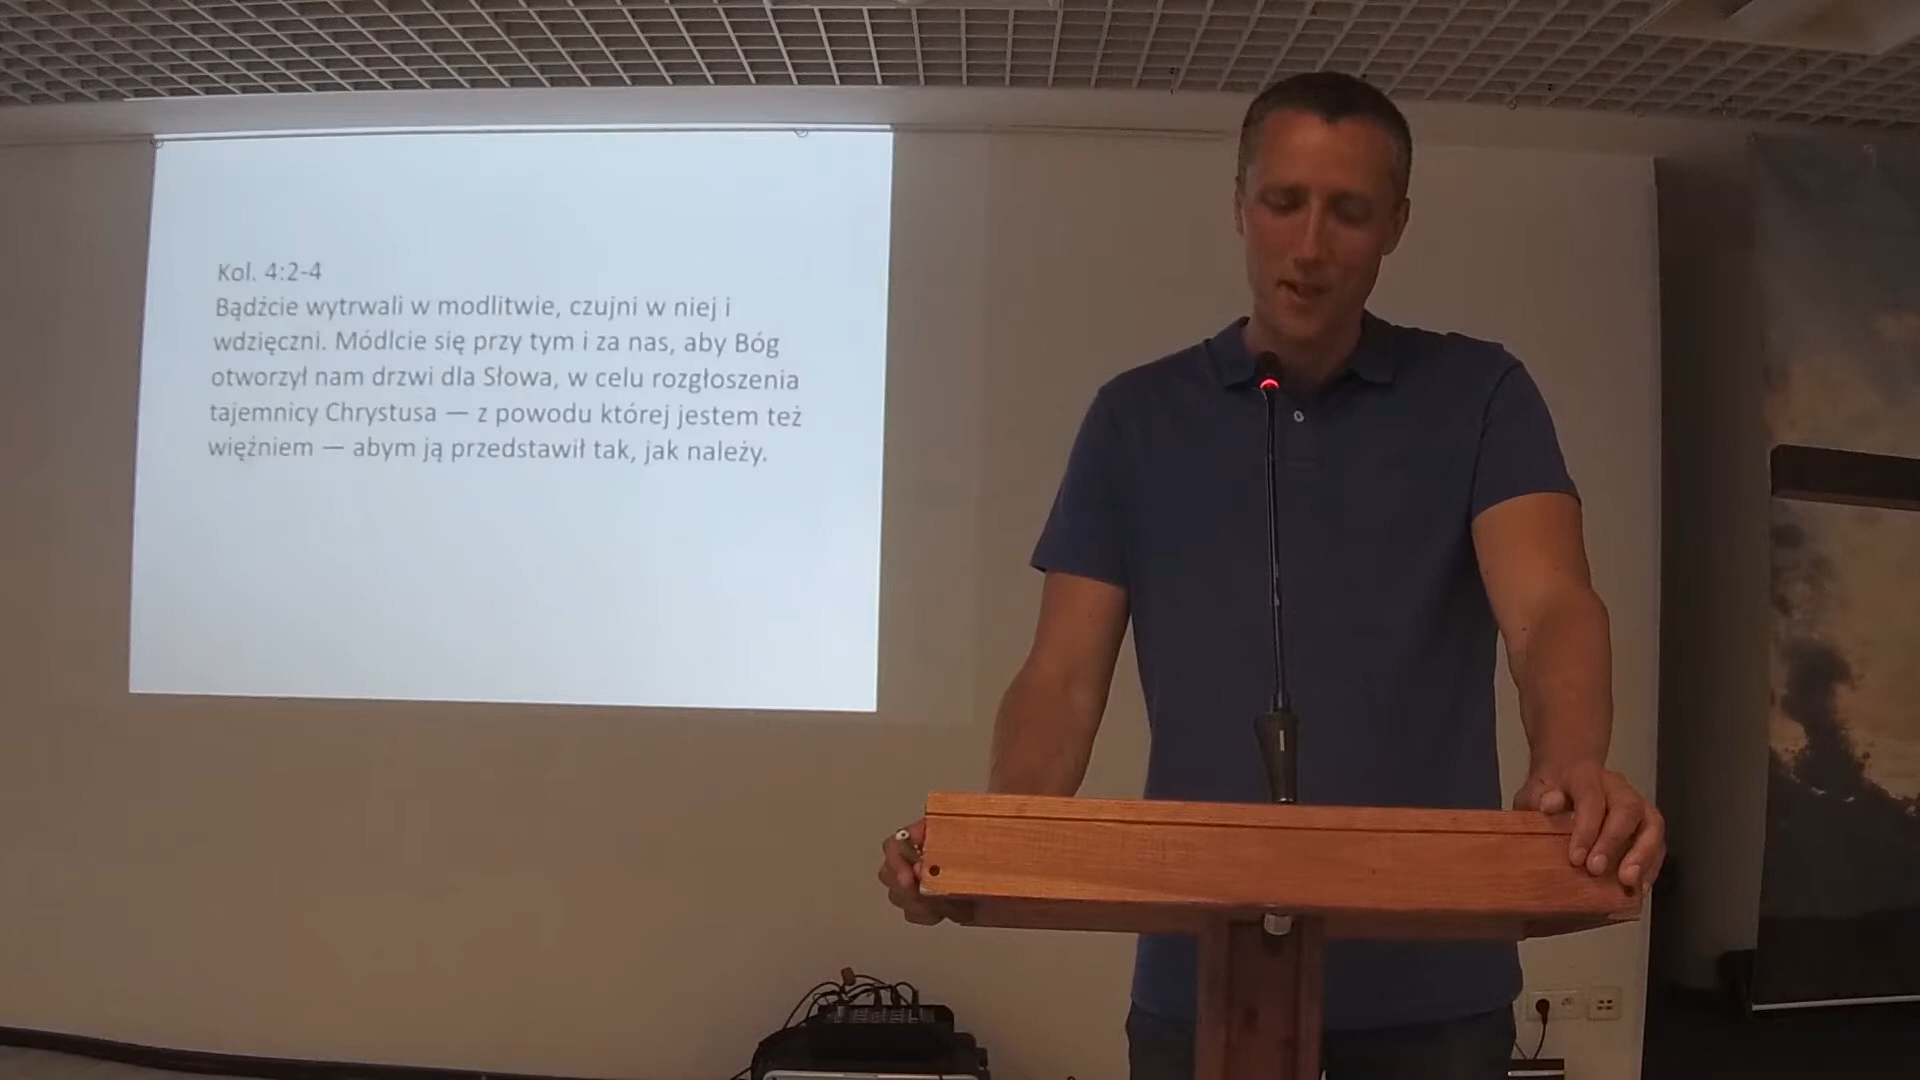 Kol. 4:2-4
Bądźcie wytrwali w modlitwie, czujni w niej i
wdzięczni. Módlcie się przy tym i za nas, aby Bóg
otworzył nam drzwi dla Słowa, w celu rozgłoszenia
tajemnicy Chrystusa — z powodu której jestem też
więźniem — abym ją przedstawił tak, jak należy.